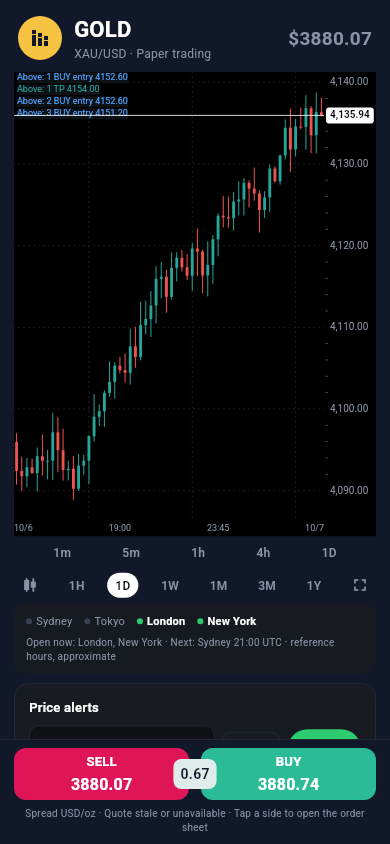 GOLD
XAU/USD · Paper trading
$3880.07
Above: 1 BUY entry 4152.60
Above: 1 TP 4154.00
Above: 2 BUY entry 4152.60
Above: 3 BUY entry 4151.20
4,140.00
4,135.94
4,130.00
4,120.00
4,110.00
4,100.00
4,090.00
10/6 19:00 23:45 10/7
1m 5m 1h 4h 1D
1H 1D 1W 1M 3M 1Y
Sydney Tokyo London New York
Open now: London, New York · Next: Sydney 21:00 UTC · reference
hours, approximate
Price alerts
SELL
3880.07
0.67
BUY
3880.74
Spread USD/oz · Quote stale or unavailable · Tap a side to open the order
sheet